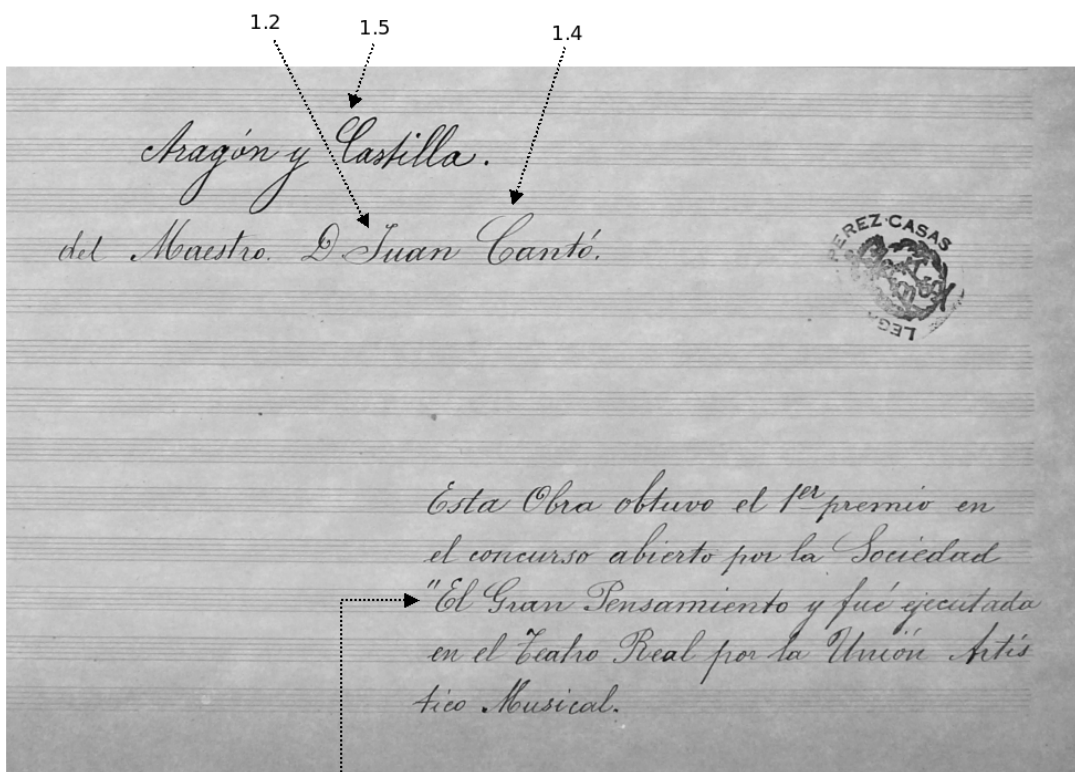 1.2 1.5 1.4
Aragón y Castilla.
del Maestro. D Juan Cantó.
PEREZ·CASAS
LEGA
Esta Obra obtuvo el 1er premio en
el concurso abierto por la Sociedad
"El Gran Pensamiento y fué ejecutada
en el Teatro Real por la Unión Artís
tico Musical.